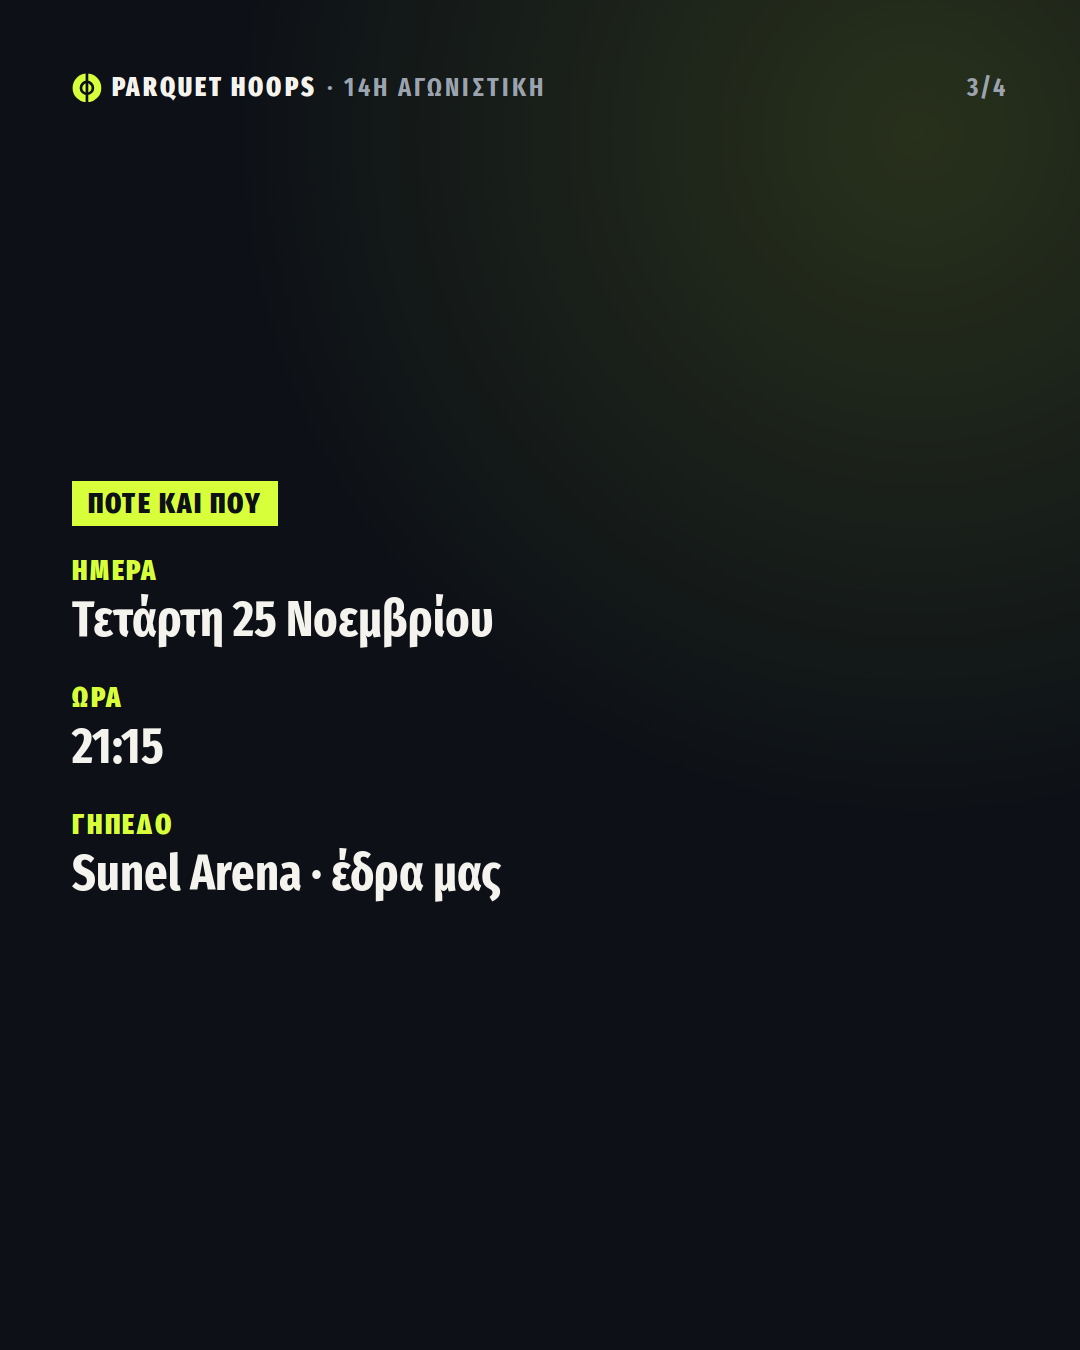 PARQUET HOOPS · 14Η ΑΓΩΝΙΣΤΙΚΗ 3/4
ΠΟΤΕ ΚΑΙ ΠΟΥ
ΗΜΕΡΑ
Τετάρτη 25 Νοεμβρίου
ΩΡΑ
21:15
ΓΗΠΕΔΟ
Sunel Arena · έδρα μας